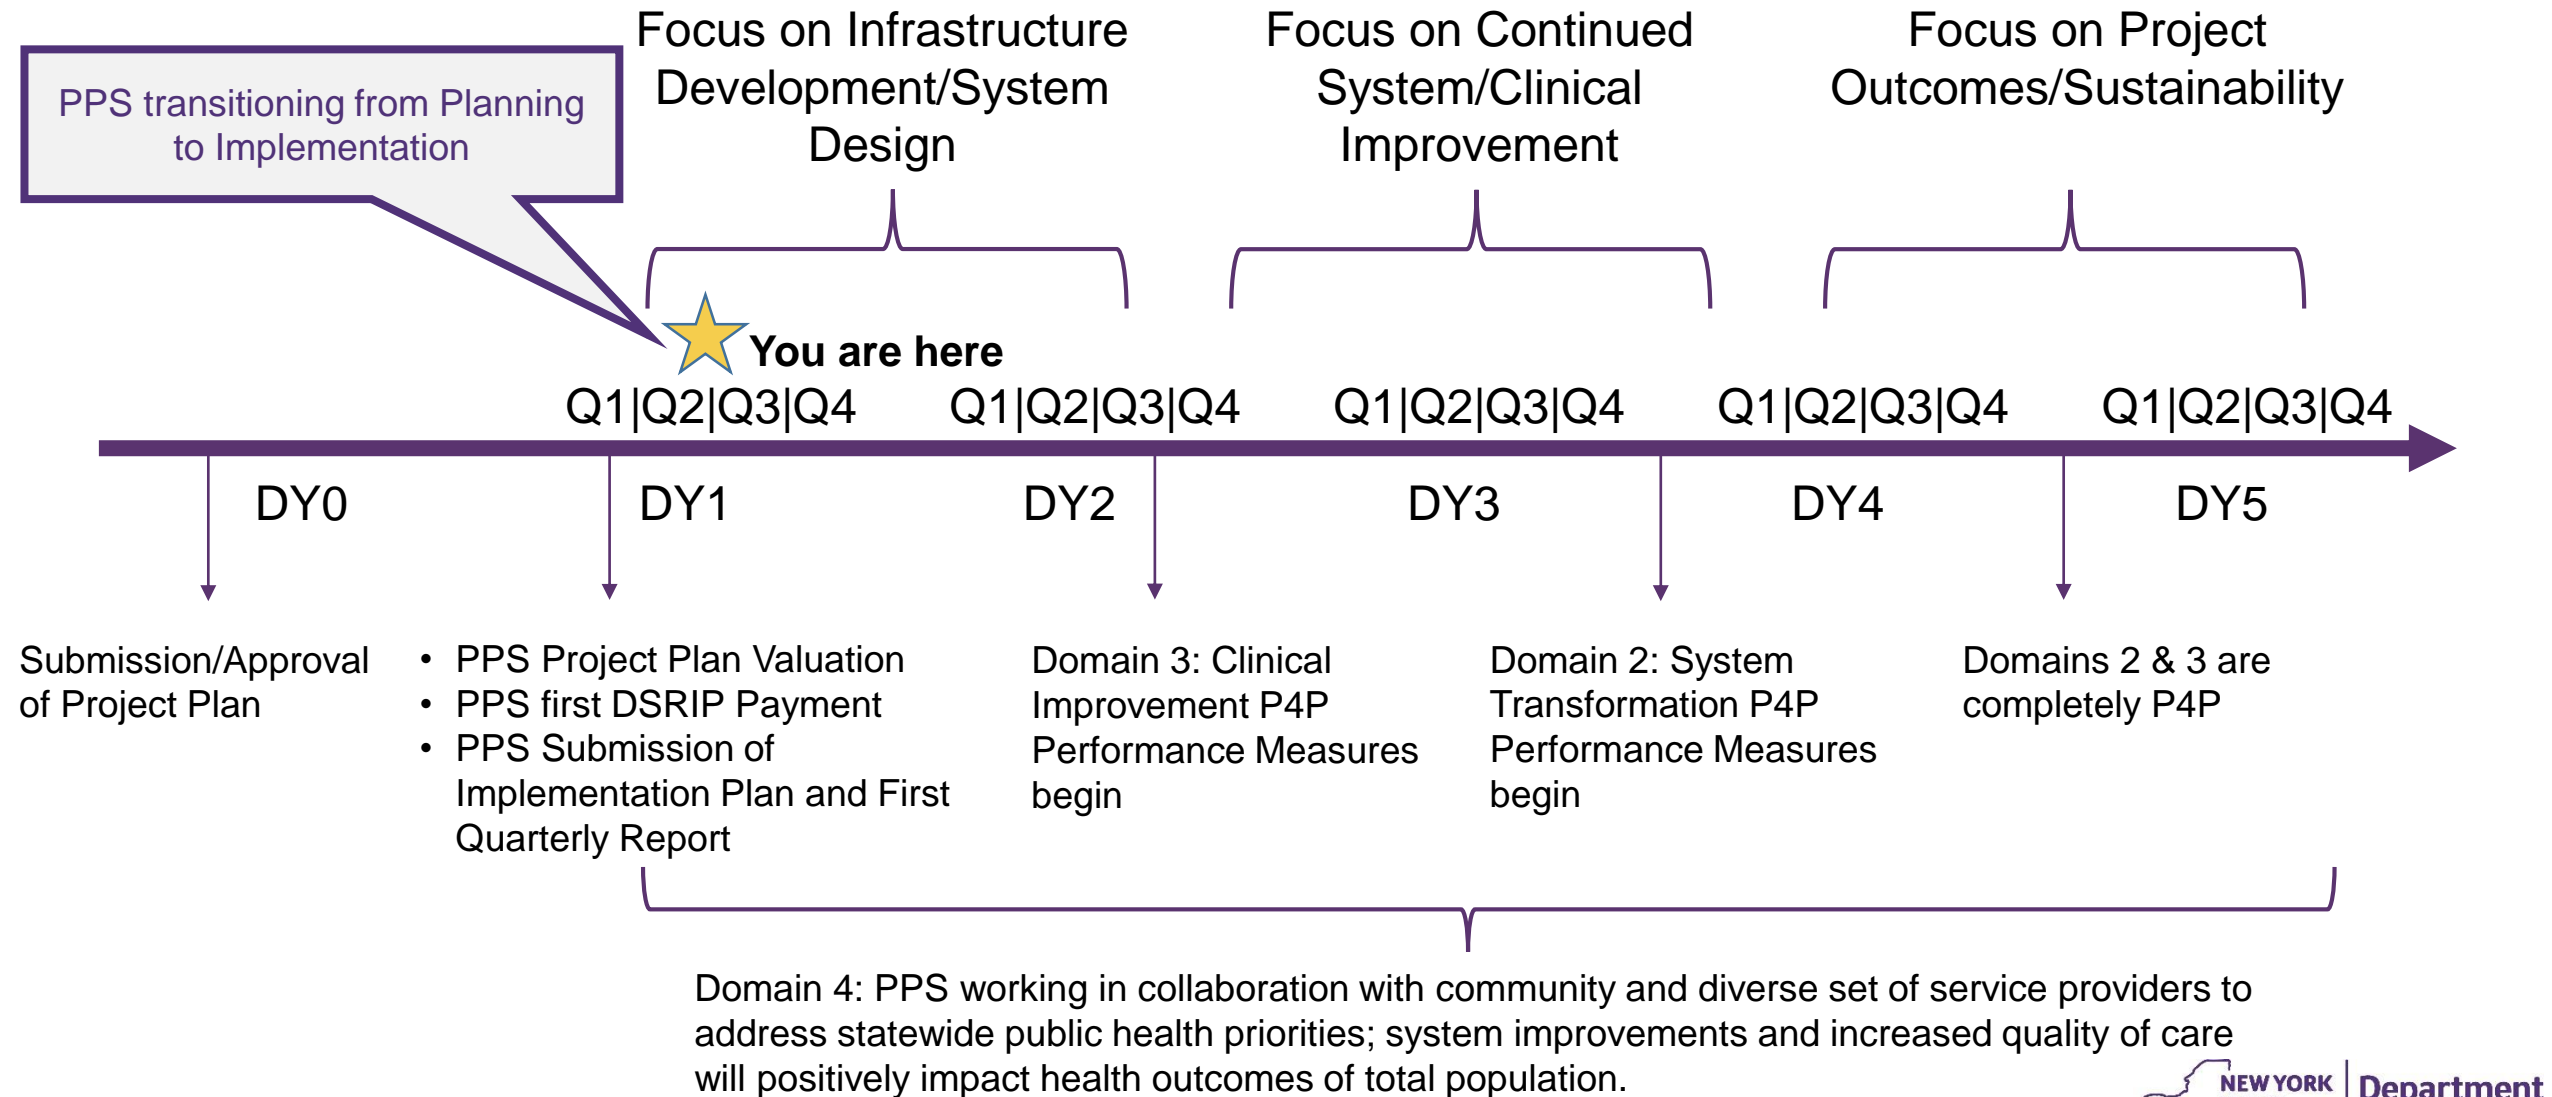 Focus on Infrastructure
Development/System
Design
Focus on Continued
System/Clinical
Improvement
Focus on Project
Outcomes/Sustainability
PPS transitioning from Planning
to Implementation
You are here
Q1|Q2|Q3|Q4
Q1|Q2|Q3|Q4
Q1|Q2|Q3|Q4
Q1|Q2|Q3|Q4
Q1|Q2|Q3|Q4
DY0
DY1
DY2
DY3
DY4
DY5
Submission/Approval
of Project Plan
• PPS Project Plan Valuation
• PPS first DSRIP Payment
• PPS Submission of
Implementation Plan and First
Quarterly Report
Domain 3: Clinical
Improvement P4P
Performance Measures
begin
Domain 2: System
Transformation P4P
Performance Measures
begin
Domains 2 & 3 are
completely P4P
Domain 4: PPS working in collaboration with community and diverse set of service providers to
address statewide public health priorities; system improvements and increased quality of care
will positively impact health outcomes of total population.
NEW YORK
Department